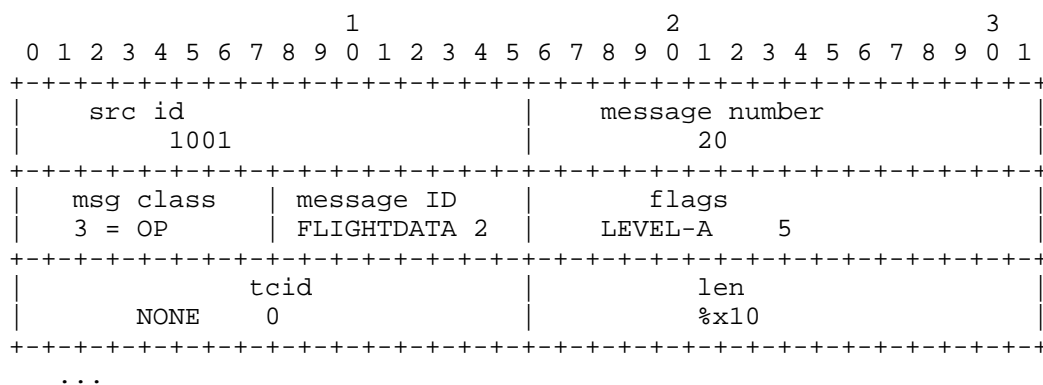 1                   2                   3
 0 1 2 3 4 5 6 7 8 9 0 1 2 3 4 5 6 7 8 9 0 1 2 3 4 5 6 7 8 9 0 1
+-+-+-+-+-+-+-+-+-+-+-+-+-+-+-+-+-+-+-+-+-+-+-+-+-+-+-+-+-+-+-+-+
|    src id                     |    message number             |
|         1001                  |          20                   |
+-+-+-+-+-+-+-+-+-+-+-+-+-+-+-+-+-+-+-+-+-+-+-+-+-+-+-+-+-+-+-+-+
|   msg class   | message ID    |       flags                   |
|   3 = OP      | FLIGHTDATA 2  |    LEVEL-A    5               |
+-+-+-+-+-+-+-+-+-+-+-+-+-+-+-+-+-+-+-+-+-+-+-+-+-+-+-+-+-+-+-+-+
|              tcid             |          len                  |
|       NONE    0               |          %x10                 |
+-+-+-+-+-+-+-+-+-+-+-+-+-+-+-+-+-+-+-+-+-+-+-+-+-+-+-+-+-+-+-+-+
   ...